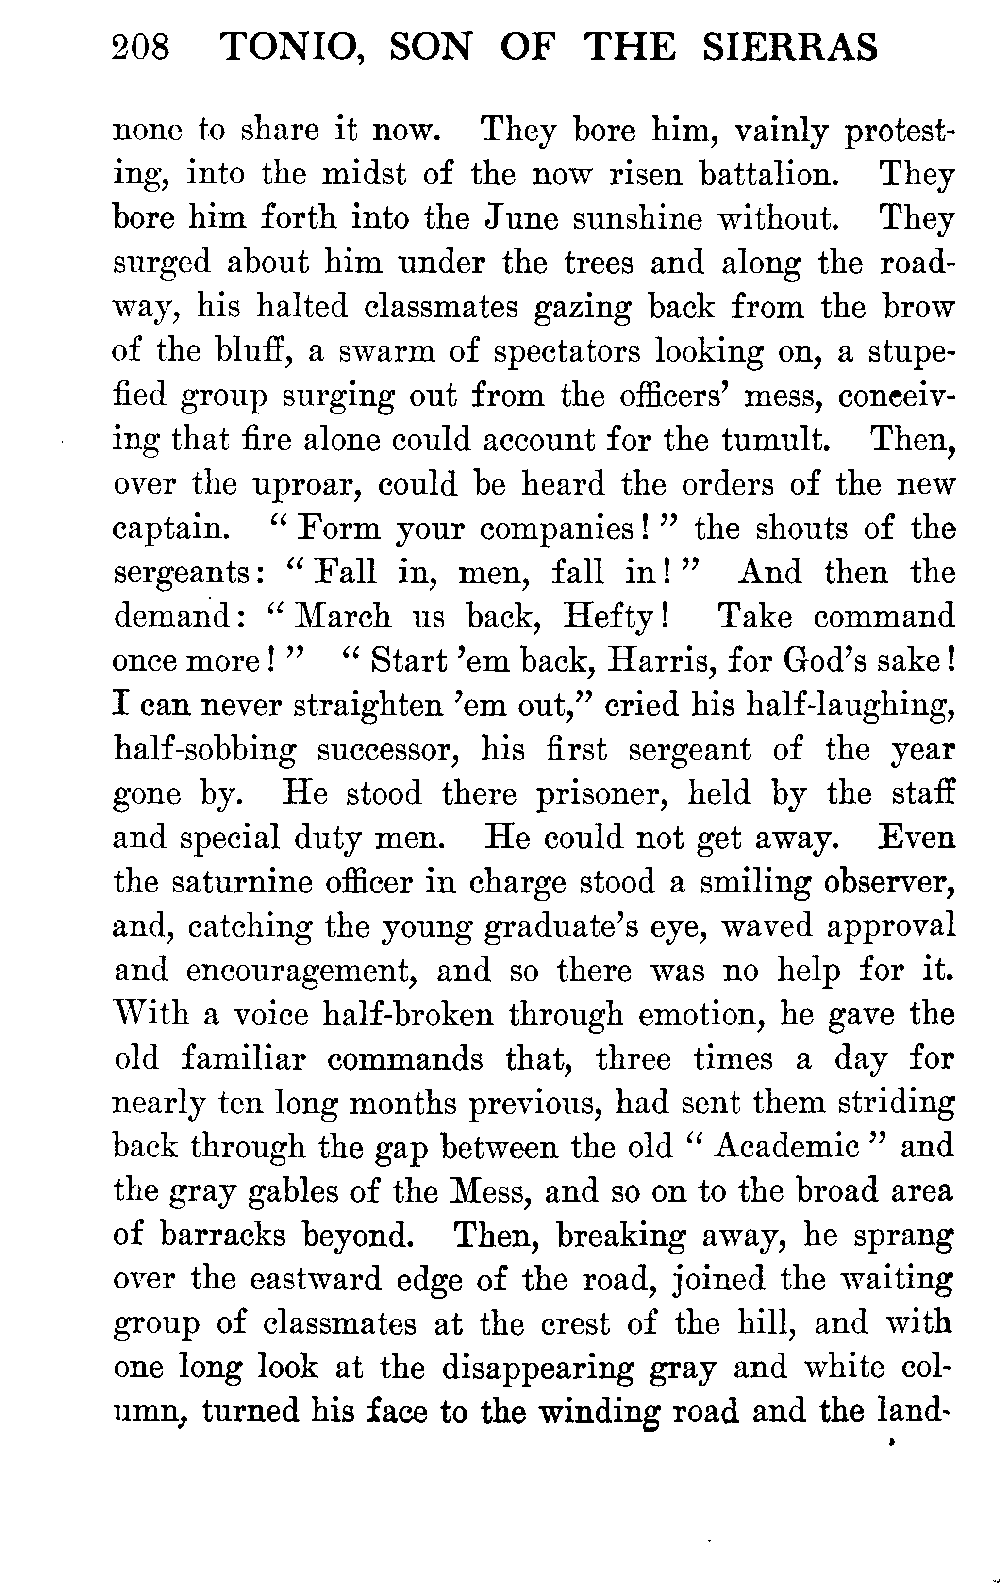 208 TONIO, SON OF THE SIERRAS
none to share it now. They bore him, vainly protest-
ing, into the midst of the now risen battalion. They
bore him forth into the June sunshine without. They
surged about him under the trees and along the road-
way, his halted classmates gazing back from the brow
of the bluff, a swarm of spectators looking on, a stupe-
fied group surging out from the officers' mess, conceiv-
ing that fire alone could account for the tumult. Then,
over the uproar, could be heard the orders of the new
captain. " Form your companies! " the shouts of the
sergeants: " Fall in, men, fall in! " And then the
demand: " March us back, Hefty! Take command
once more! " " Start 'em back, Harris, for God's sake!
I can never straighten 'em out," cried his half-laughing,
half-sobbing successor, his first sergeant of the year
gone by. He stood there prisoner, held by the staff
and special duty men. He could not get away. Even
the saturnine officer in charge stood a smiling observer,
and, catching the young graduate's eye, waved approval
and encouragement, and so there was no help for it.
With a voice half-broken through emotion, he gave the
old familiar commands that, three times a day for
nearly ten long months previous, had sent them striding
back through the gap between the old " Academic " and
the gray gables of the Mess, and so on to the broad area
of barracks beyond. Then, breaking away, he sprang
over the eastward edge of the road, joined the waiting
group of classmates at the crest of the hill, and with
one long look at the disappearing gray and white col-
umn, turned his face to the winding road and the land-